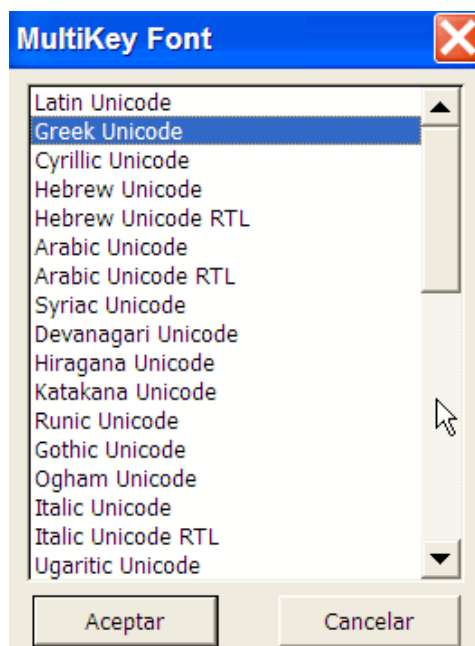 MultiKey Font
Latin Unicode
Greek Unicode
Cyrillic Unicode
Hebrew Unicode
Hebrew Unicode RTL
Arabic Unicode
Arabic Unicode RTL
Syriac Unicode
Devanagari Unicode
Hiragana Unicode
Katakana Unicode
Runic Unicode
Gothic Unicode
Ogham Unicode
Italic Unicode
Italic Unicode RTL
Ugaritic Unicode
Aceptar Cancelar